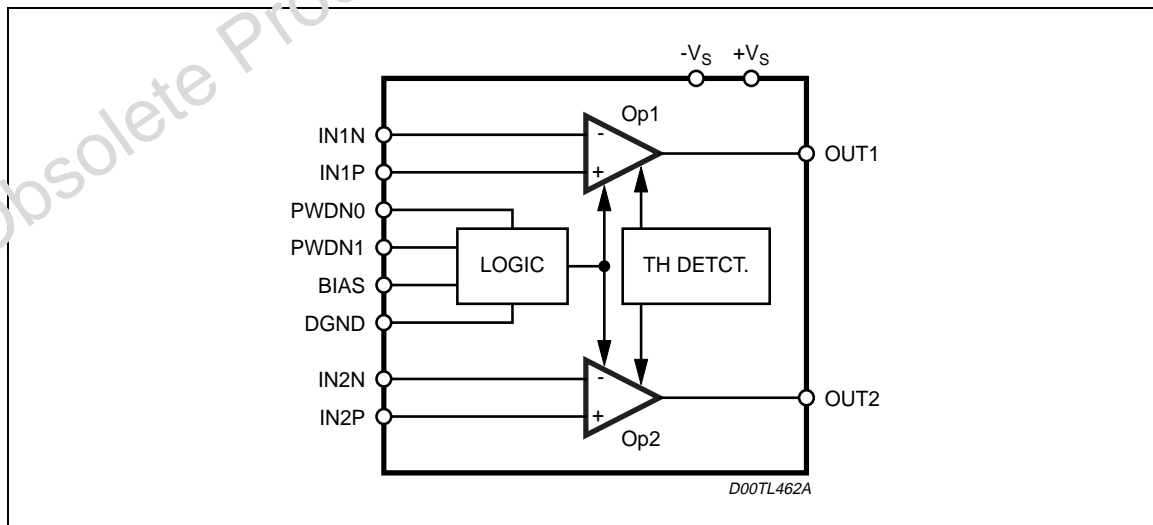 Obsolete Pro
-VS +VS
Op1
IN1N
-
OUT1
IN1P
+
PWDN0
PWDN1
LOGIC
TH DETCT.
BIAS
DGND
IN2N
-
OUT2
IN2P
+
Op2
D00TL462A